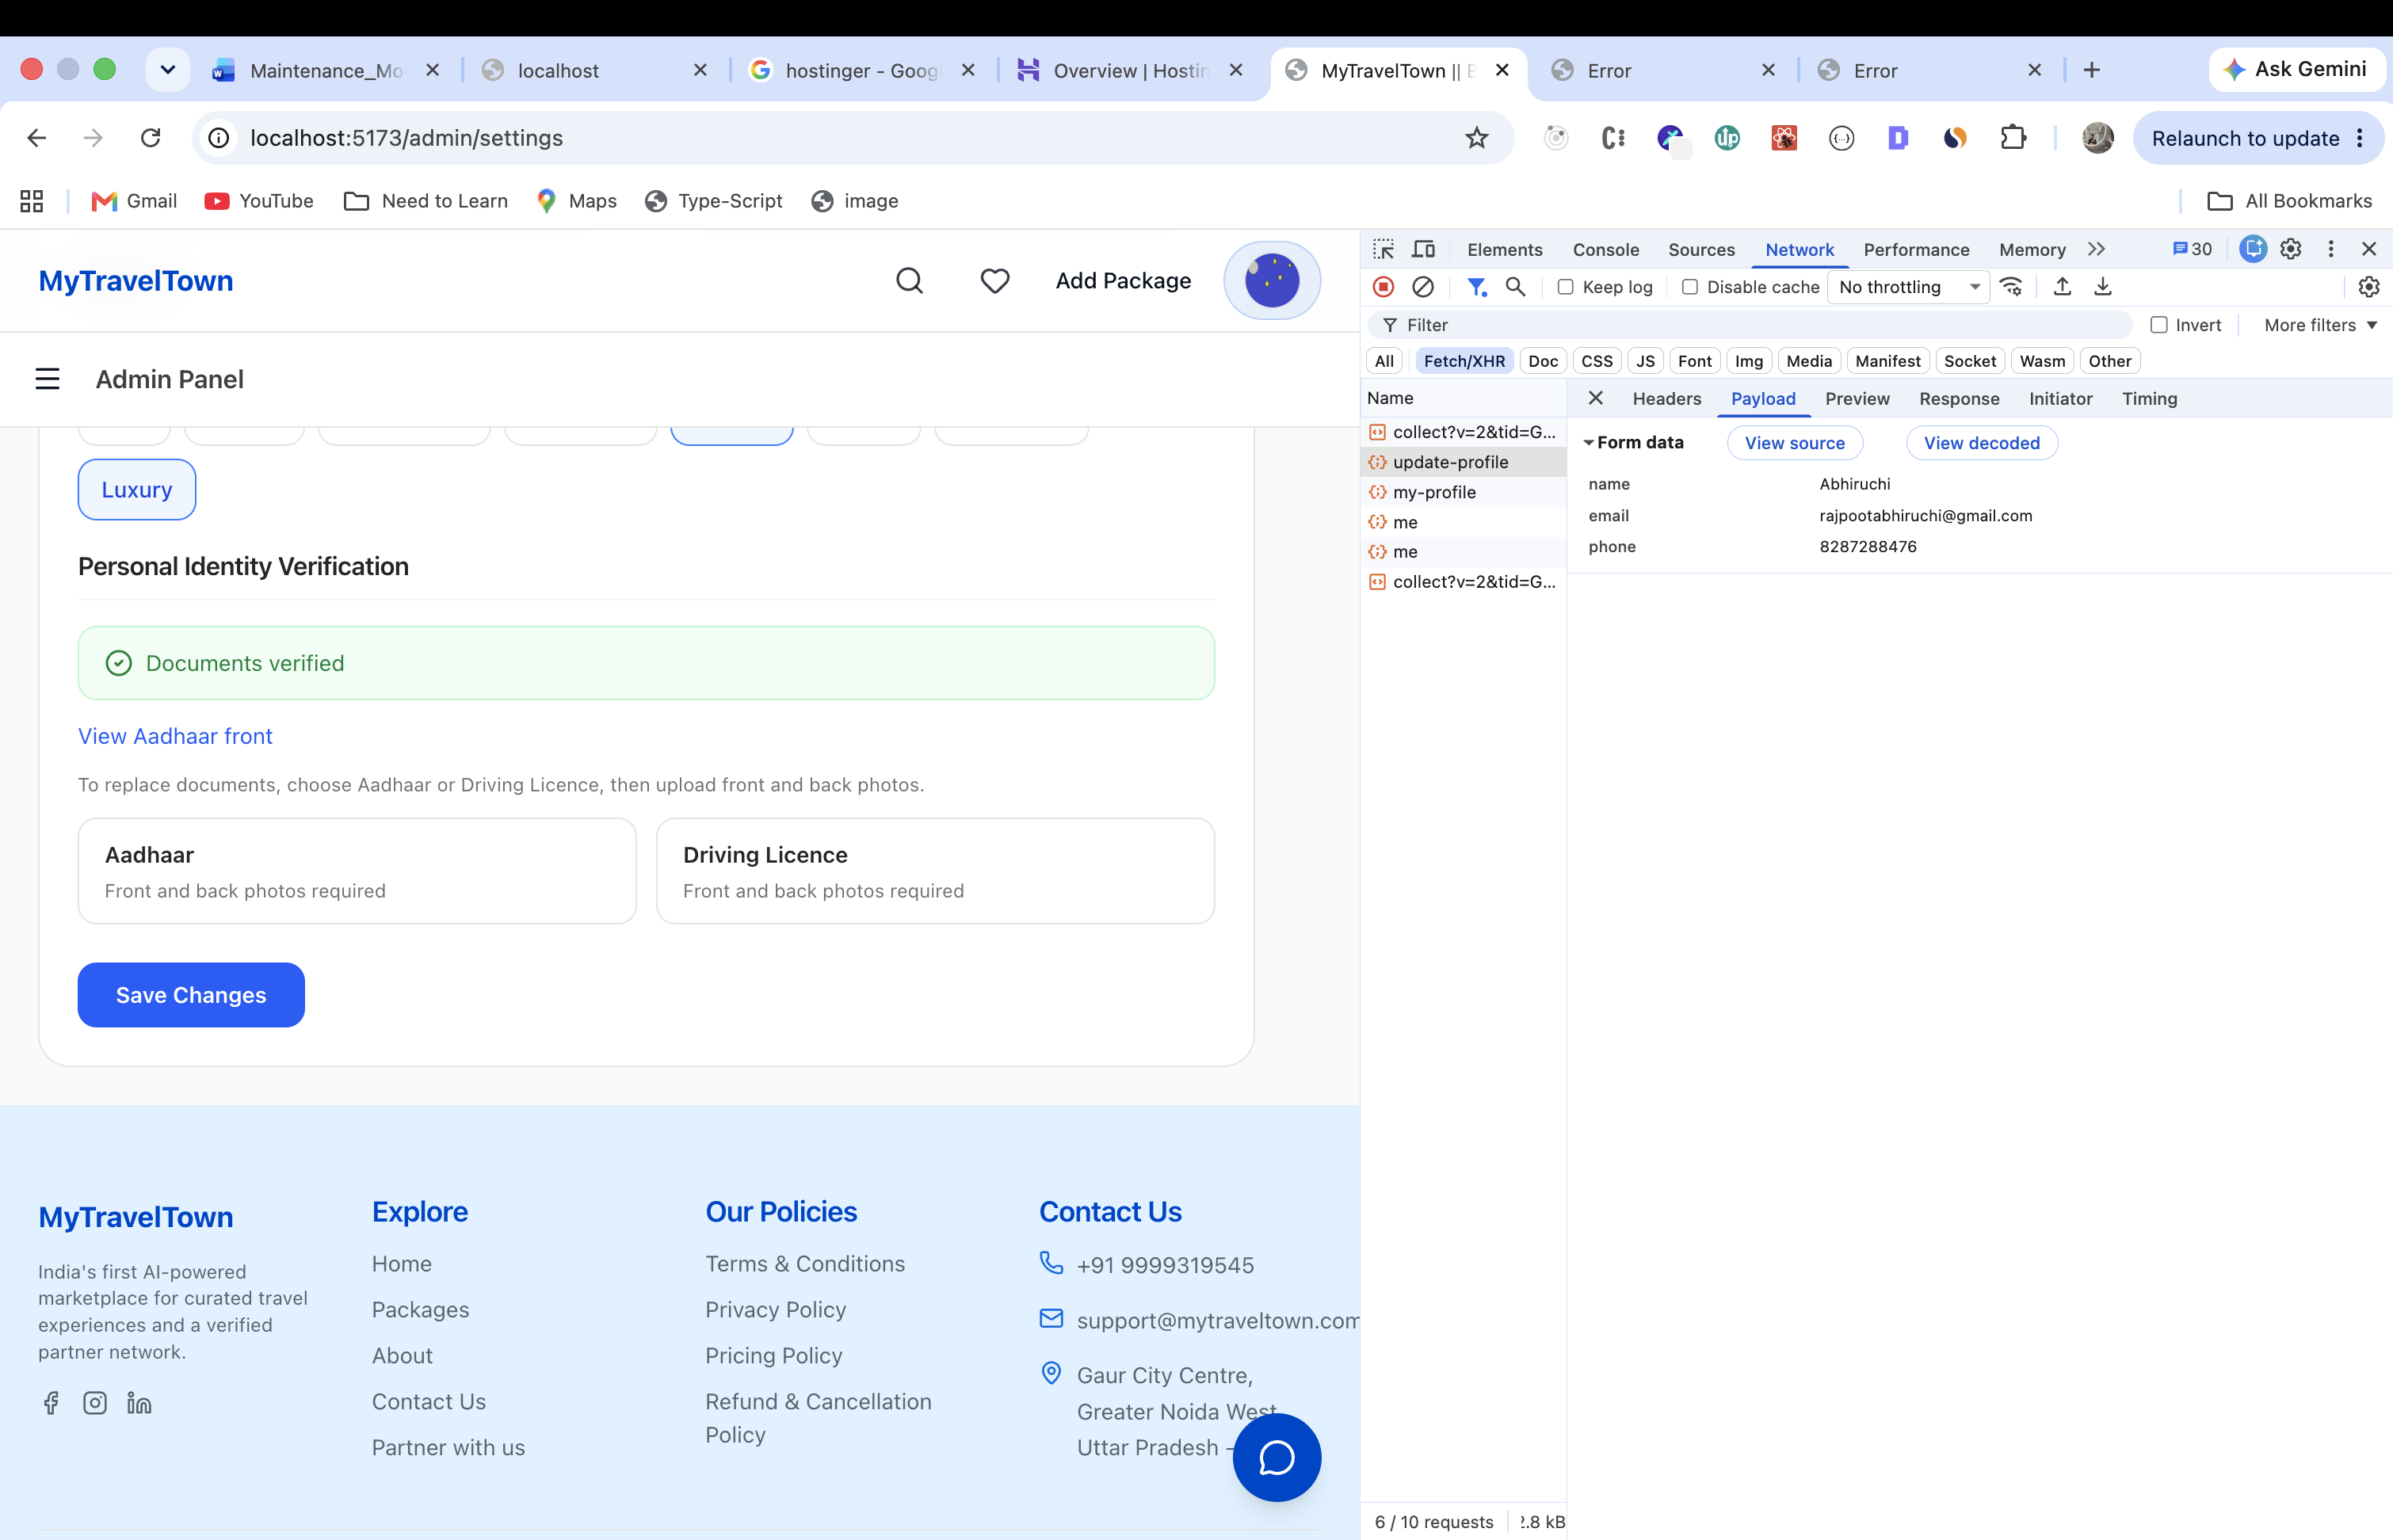 Maintenance_Mo
localhost
hostinger - Goog
Overview | Hostin
MyTravelTown || E
Error
Error
Ask Gemini
localhost:5173/admin/settings
Relaunch to update
Gmail
YouTube
Need to Learn
Maps
Type-Script
image
All Bookmarks
MyTravelTown
Add Package
Admin Panel
Luxury
Personal Identity Verification
Documents verified
View Aadhaar front
To replace documents, choose Aadhaar or Driving Licence, then upload front and back photos.
Aadhaar
Front and back photos required
Driving Licence
Front and back photos required
Save Changes
MyTravelTown
India's first AI-powered
marketplace for curated travel
experiences and a verified
partner network.
Explore
Home
Packages
About
Contact Us
Partner with us
Our Policies
Terms & Conditions
Privacy Policy
Pricing Policy
Refund & Cancellation
Policy
Contact Us
+91 9999319545
support@mytraveltown.com
Gaur City Centre,
Greater Noida West,
Uttar Pradesh –
Elements
Console
Sources
Network
Performance
Memory
30
Keep log
Disable cache
No throttling
Filter
Invert
More filters
All
Fetch/XHR
Doc
CSS
JS
Font
Img
Media
Manifest
Socket
Wasm
Other
Name
collect?v=2&tid=G...
update-profile
my-profile
me
me
collect?v=2&tid=G...
Headers
Payload
Preview
Response
Initiator
Timing
Form data
View source
View decoded
name Abhiruchi
email rajpootabhiruchi@gmail.com
phone 8287288476
6 / 10 requests
2.8 kB